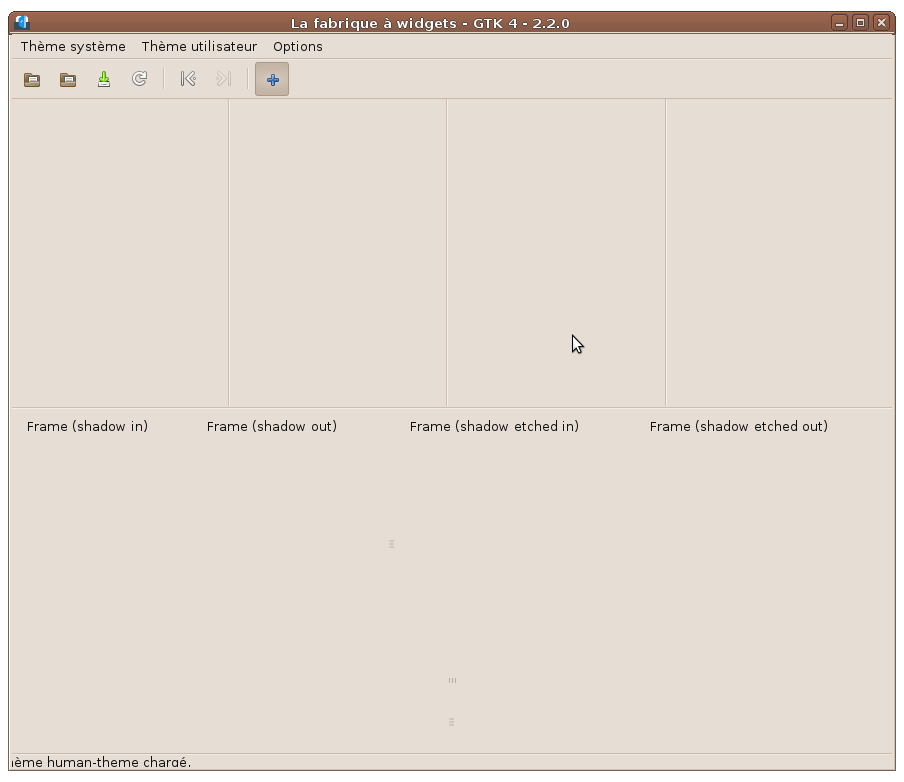 La fabrique à widgets - GTK 4 - 2.2.0
Thème système Thème utilisateur Options
Frame (shadow in) Frame (shadow out) Frame (shadow etched in) Frame (shadow etched out)
ème human-theme chargé.